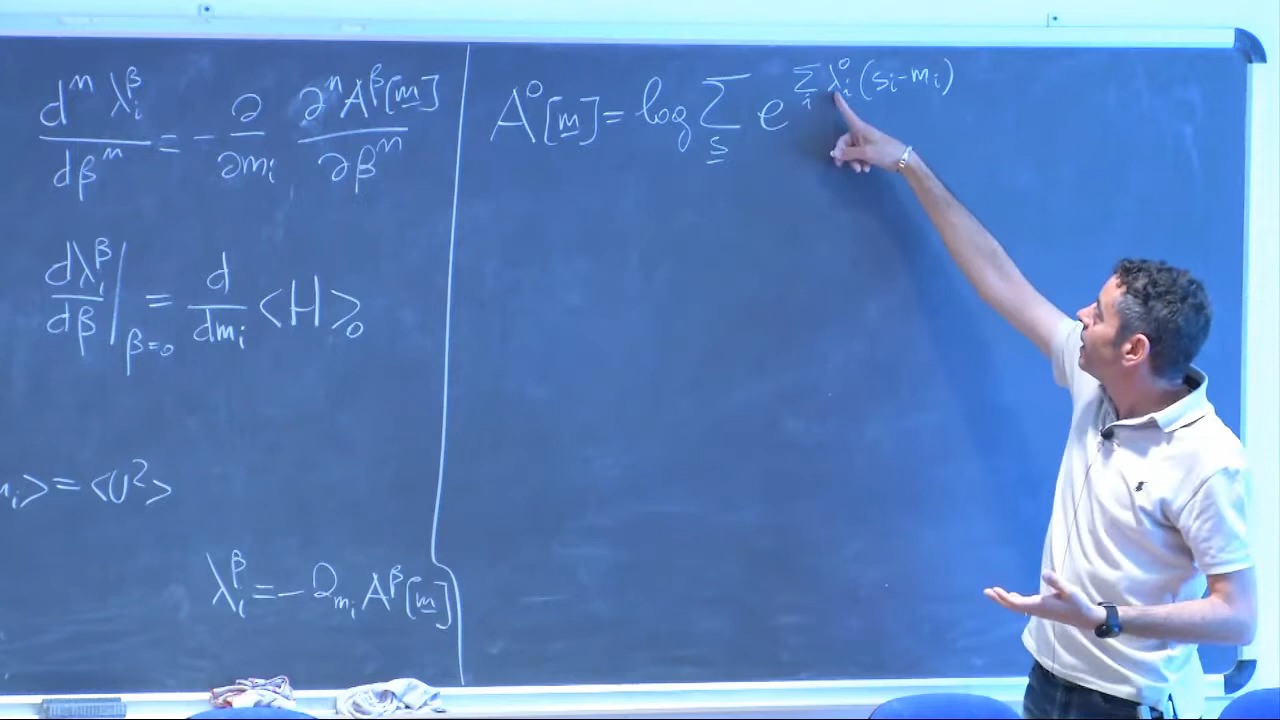 dⁿλᵢᵝ/dβⁿ = - ∂/∂mᵢ ∂ⁿAᵝ[m]/∂βⁿ
dλᵢᵝ/dβ|β=0 = d/dmᵢ <H>₀
mᵢ> = <U²>
λᵢᵝ = - ∂mᵢ Aᵝ[m]
A⁰[m] = log Σ_s e^{Σᵢ λᵢ⁰(sᵢ-mᵢ)}